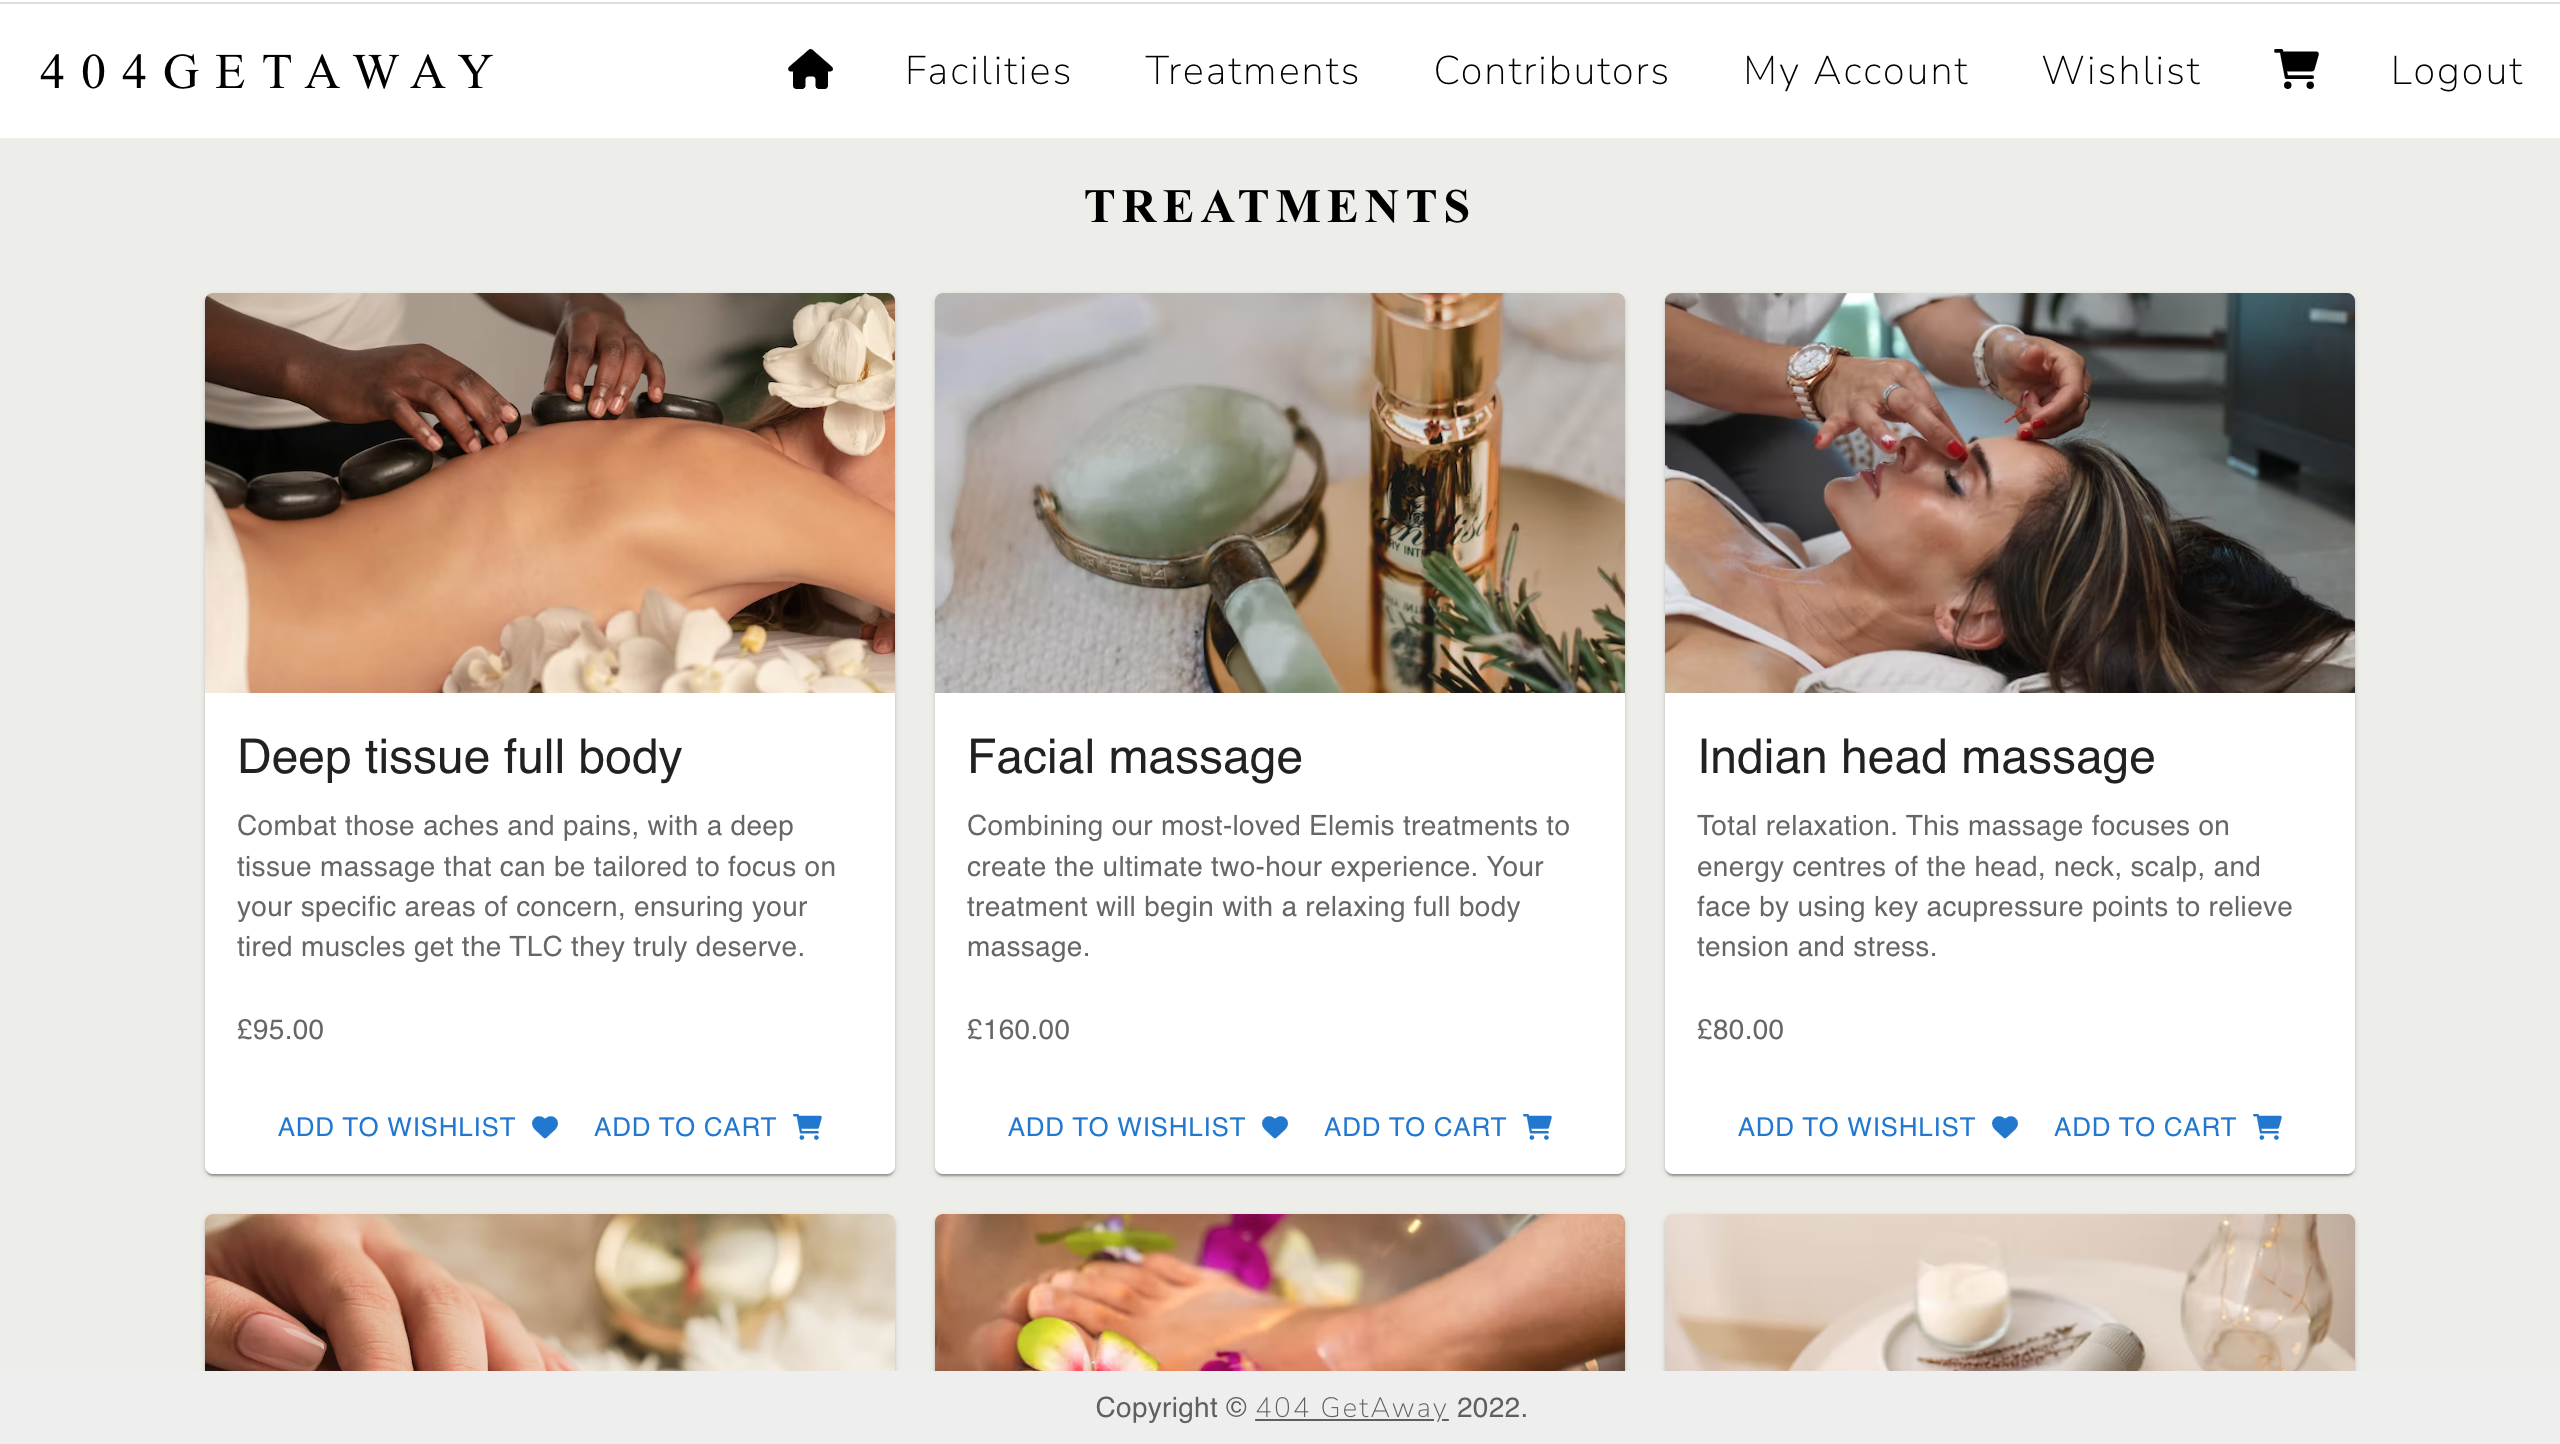 404GETAWAY
Facilities
Treatments
Contributors
My Account
Wishlist
Logout
TREATMENTS
Deep tissue full body
Combat those aches and pains, with a deep
tissue massage that can be tailored to focus on
your specific areas of concern, ensuring your
tired muscles get the TLC they truly deserve.
£95.00
ADD TO WISHLIST
ADD TO CART
Facial massage
Combining our most-loved Elemis treatments to
create the ultimate two-hour experience. Your
treatment will begin with a relaxing full body
massage.
£160.00
ADD TO WISHLIST
ADD TO CART
Indian head massage
Total relaxation. This massage focuses on
energy centres of the head, neck, scalp, and
face by using key acupressure points to relieve
tension and stress.
£80.00
ADD TO WISHLIST
ADD TO CART
Copyright © 404 GetAway 2022.